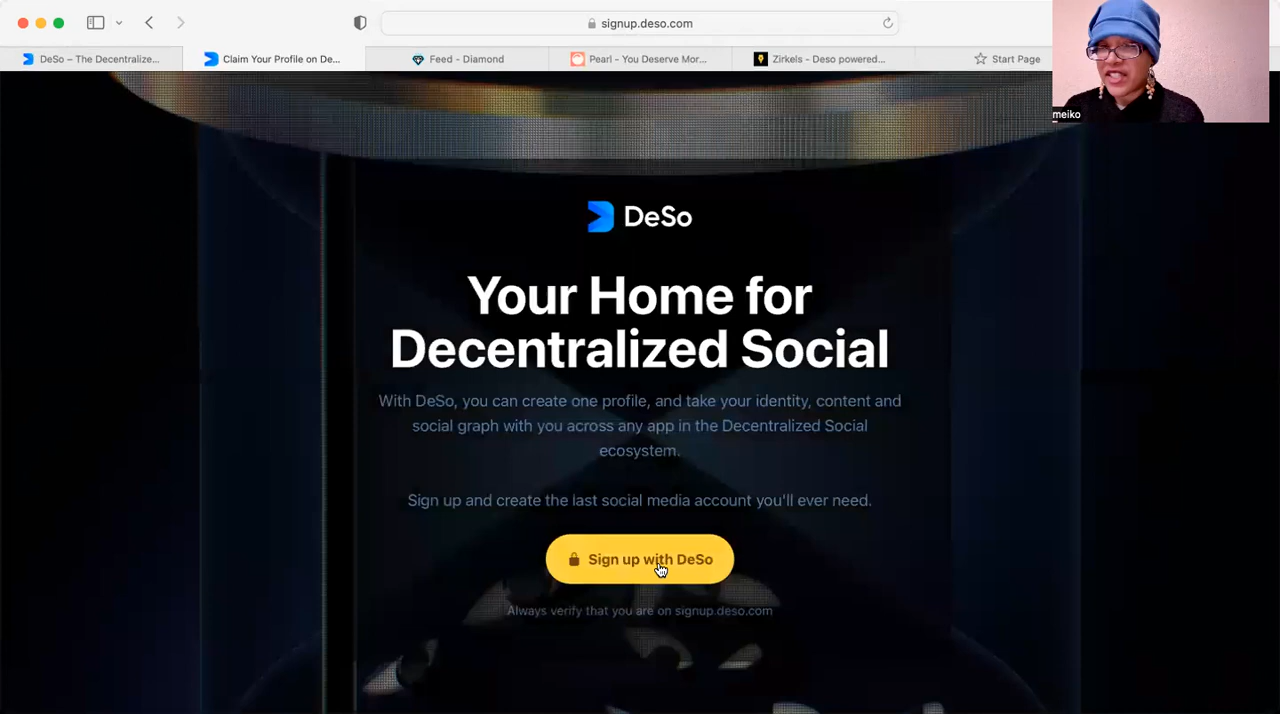 signup.deso.com
DeSo – The Decentralize...
Claim Your Profile on De...
Feed - Diamond
Pearl - You Deserve Mor...
Zirkels - Deso powered...
Start Page
meiko
DeSo
Your Home for
Decentralized Social
With DeSo, you can create one profile, and take your identity, content and
social graph with you across any app in the Decentralized Social
ecosystem.
Sign up and create the last social media account you'll ever need.
Sign up with DeSo
Always verify that you are on signup.deso.com